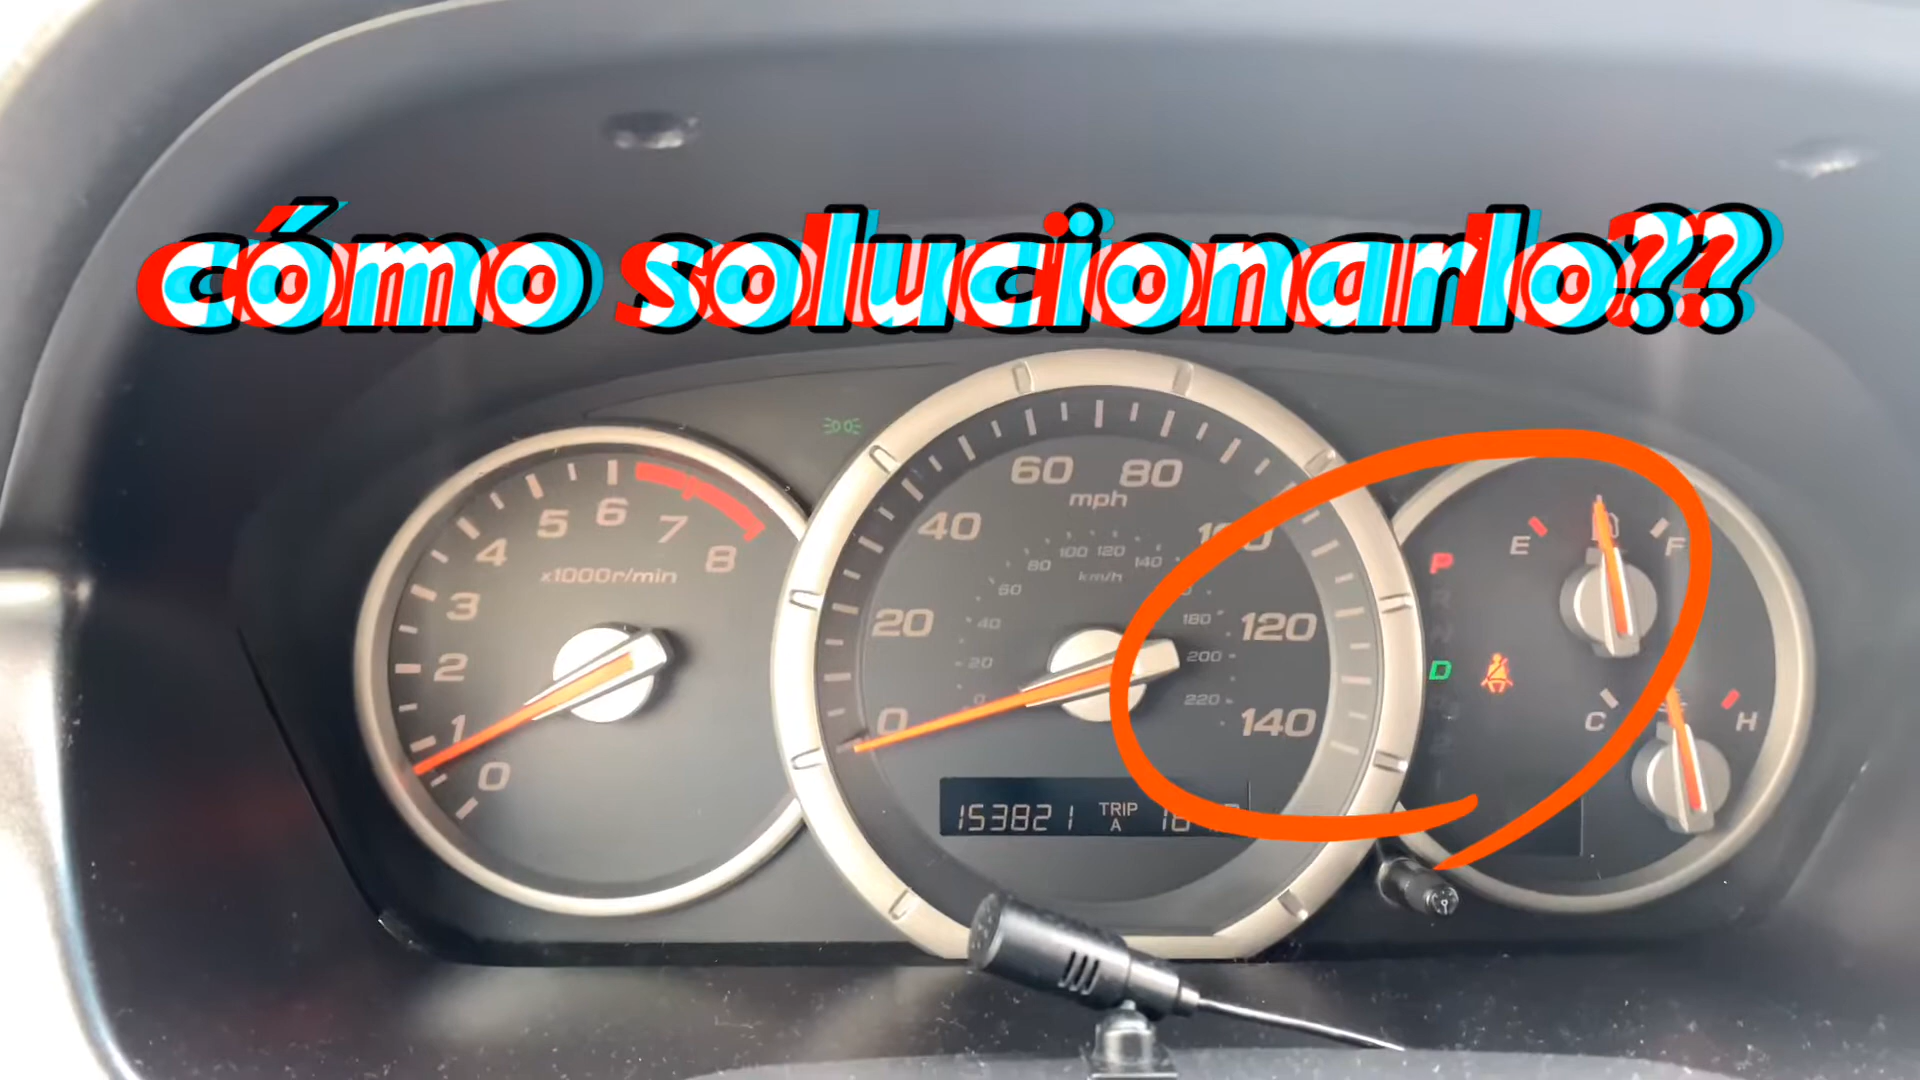 cómo solucionarlo??
60 80
mph
40
100 120
80 140
km/h
60
20 40 180 120
20 200
0 0 220 140
5 6 7
4 8
x1000r/min
3
2
1
0
153821 TRIP
A
P
D
E F
C H